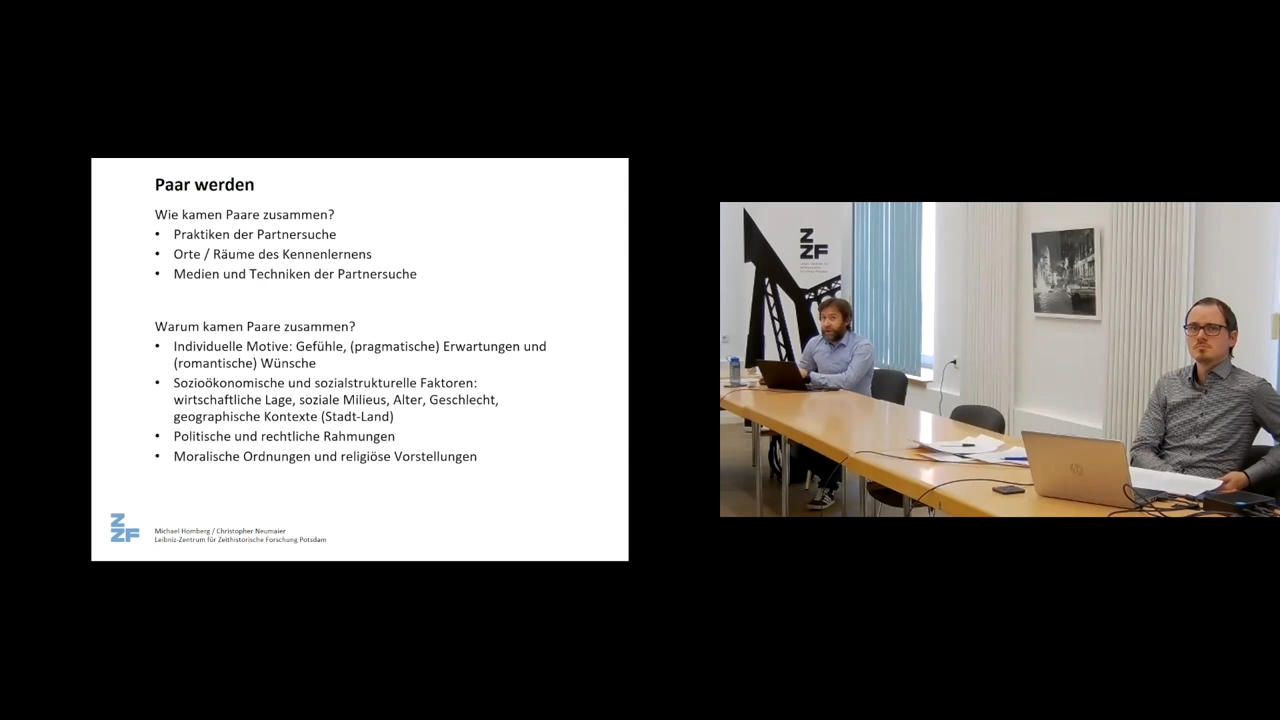 Paar werden
Wie kamen Paare zusammen?
• Praktiken der Partnersuche
• Orte / Räume des Kennenlernens
• Medien und Techniken der Partnersuche
Warum kamen Paare zusammen?
• Individuelle Motive: Gefühle, (pragmatische) Erwartungen und
(romantische) Wünsche
• Sozioökonomische und sozialstrukturelle Faktoren:
wirtschaftliche Lage, soziale Milieus, Alter, Geschlecht,
geographische Kontexte (Stadt-Land)
• Politische und rechtliche Rahmungen
• Moralische Ordnungen und religiöse Vorstellungen
Z
ZF
Michael Homberg / Christopher Neumaier
Leibniz-Zentrum für Zeithistorische Forschung Potsdam
Z
ZF
hp